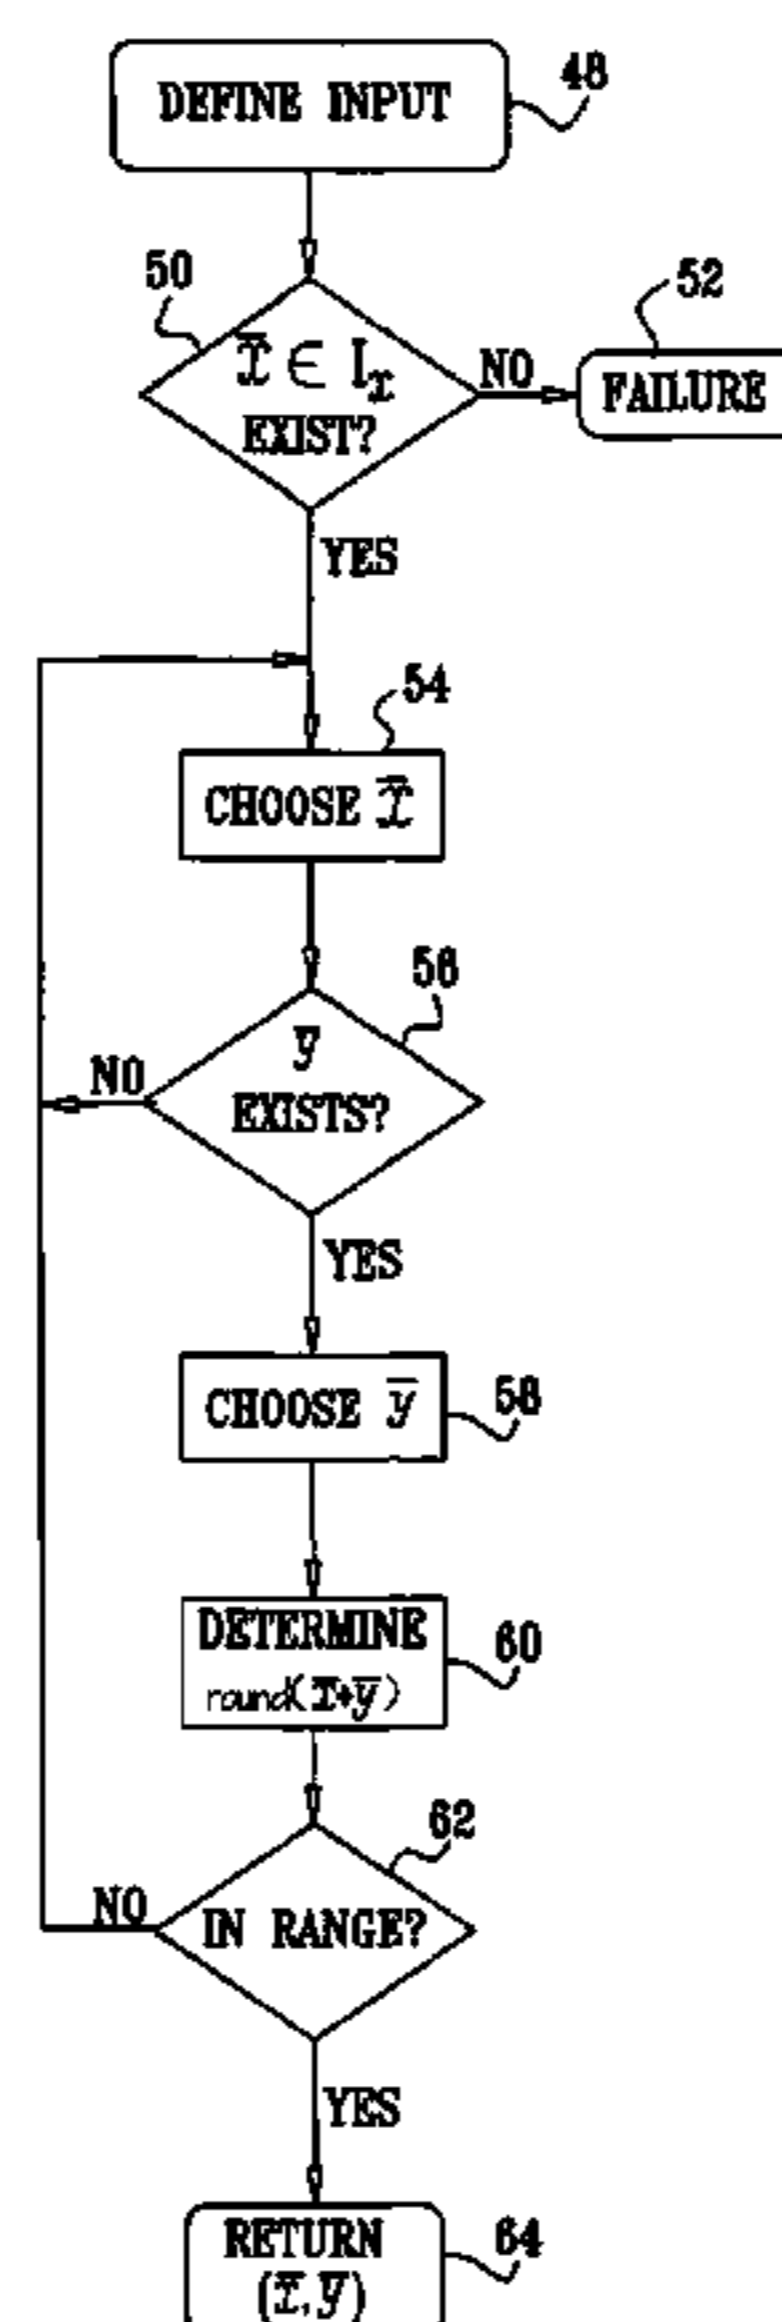 DEFINE INPUT
48
50
x̅ ∈ Iₓ
EXIST?
NO
52
FAILURE
YES
54
CHOOSE x̅
56
y̅
EXISTS?
NO
YES
CHOOSE y̅
58
DETERMINE
round(x̅+y̅)
60
62
IN RANGE?
NO
YES
RETURN
(x̅,y̅)
64